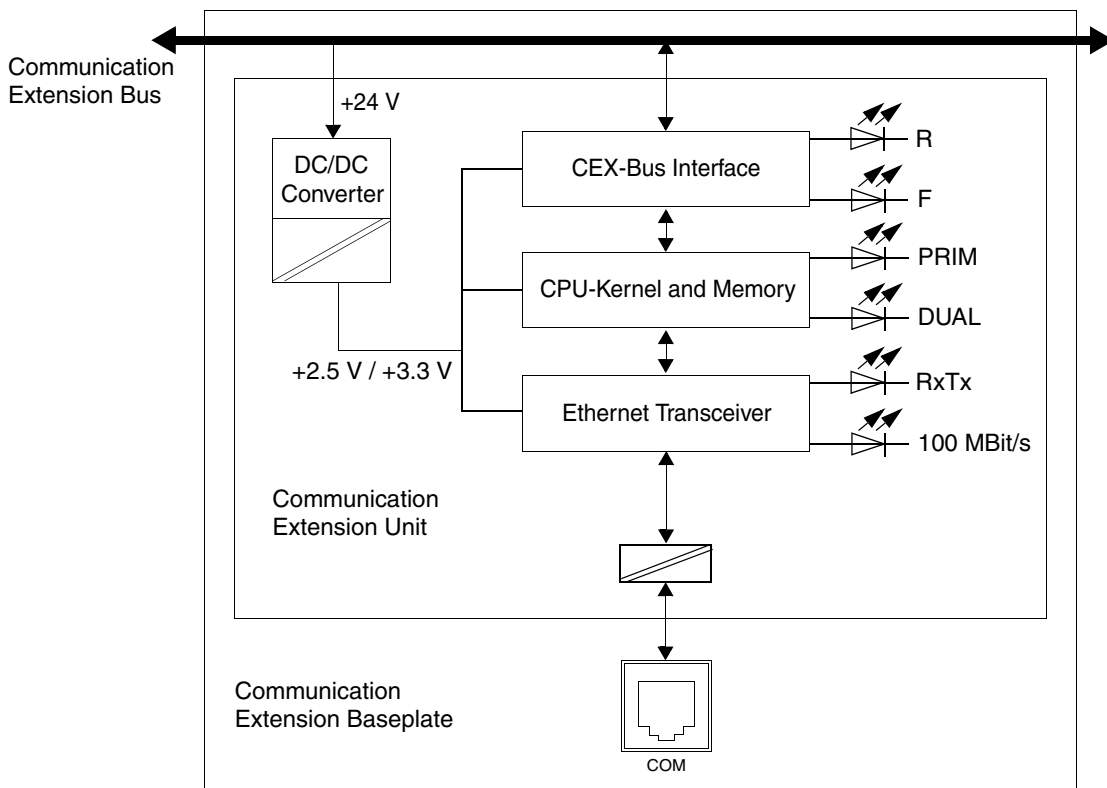 Communication
Extension Bus
+24 V
DC/DC
Converter
CEX-Bus Interface
R
F
CPU-Kernel and Memory
PRIM
DUAL
+2.5 V / +3.3 V
Ethernet Transceiver
RxTx
100 MBit/s
Communication
Extension Unit
Communication
Extension Baseplate
COM